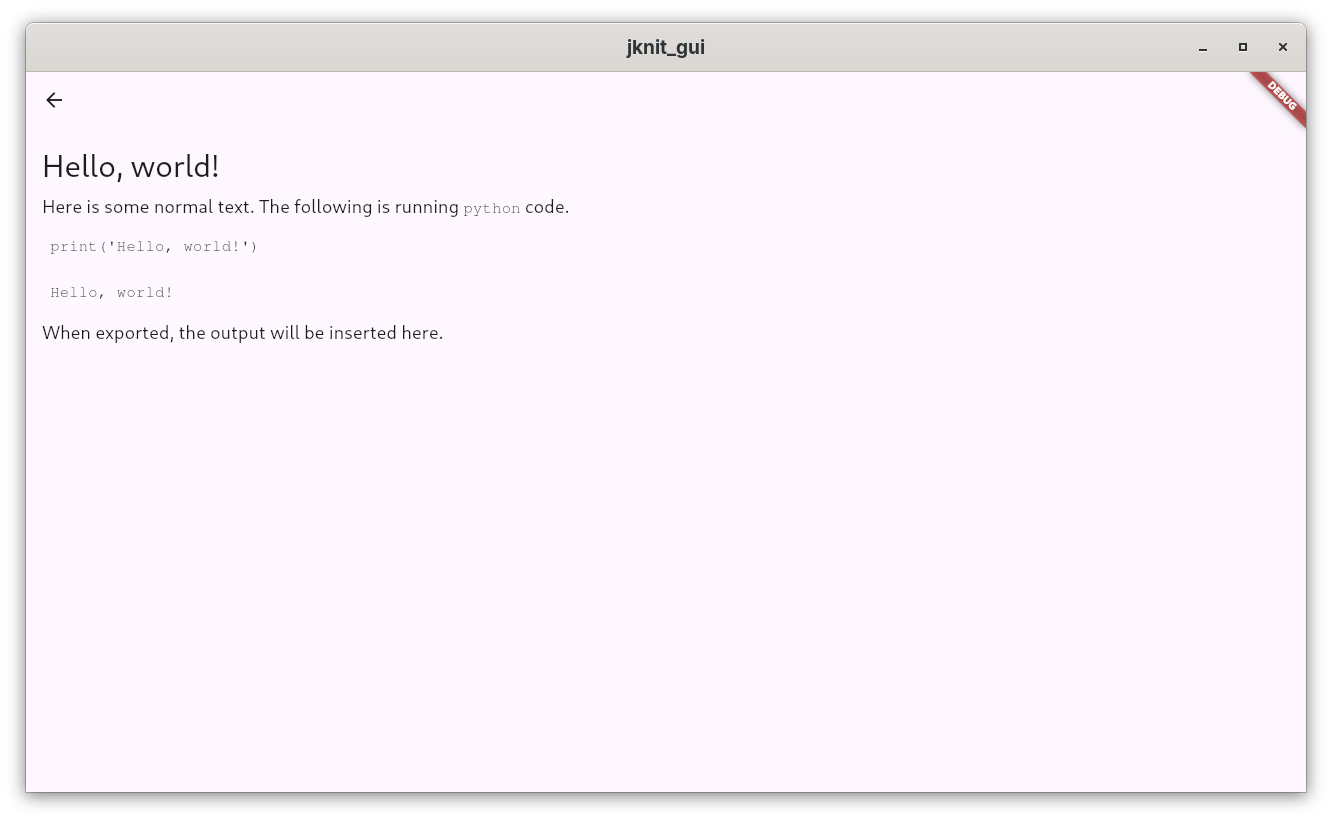 jknit_gui
DEBUG
Hello, world!
Here is some normal text. The following is running python code.
print('Hello, world!')
Hello, world!
When exported, the output will be inserted here.